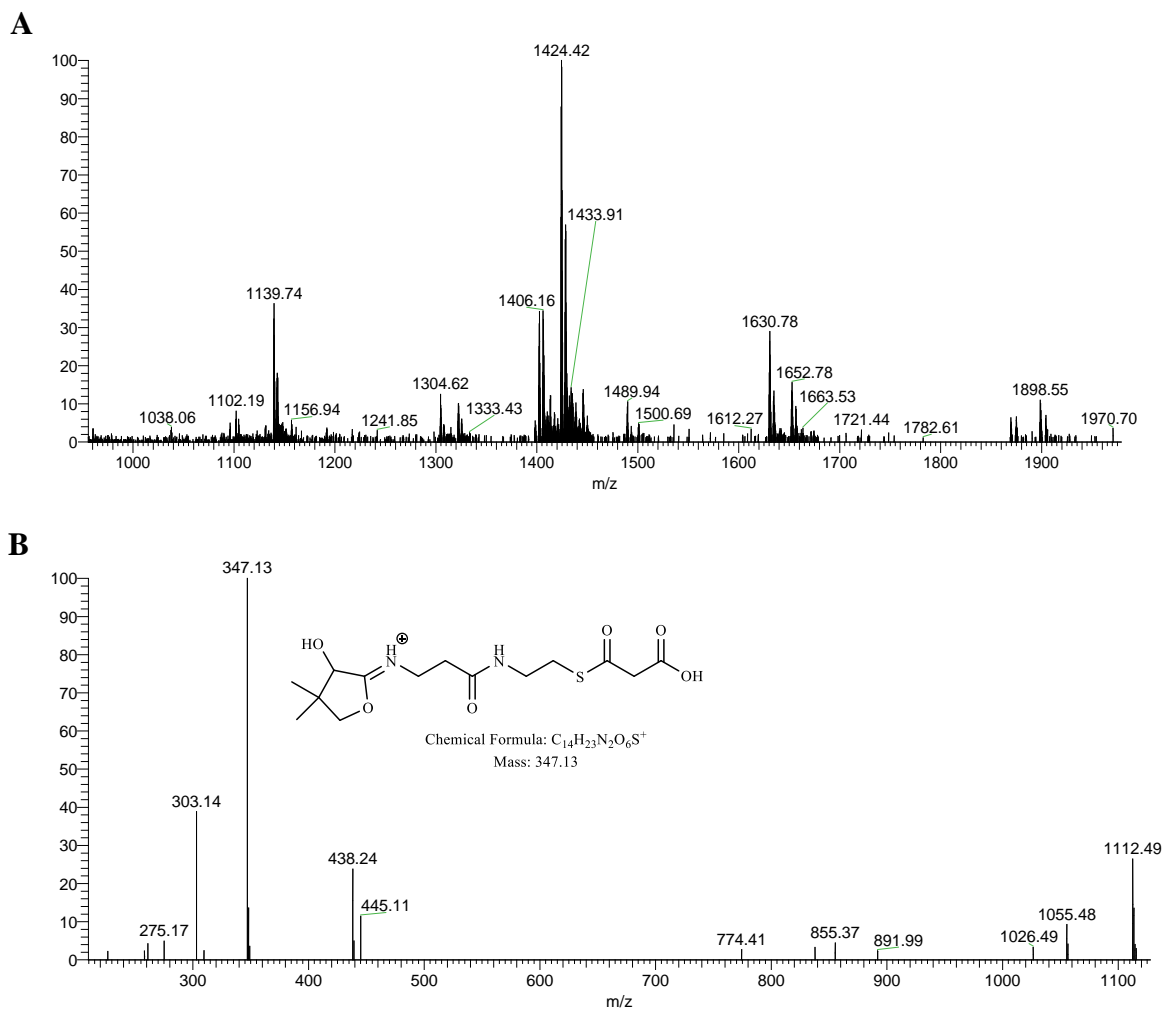 A
1424.42
100
90
80
70
60
1433.91
50
40
1139.74
1406.16
30
1630.78
20
1652.78
1304.62
1102.19
1489.94
1663.53
1898.55
10
1038.06
1156.94
1241.85
1333.43
1500.69
1612.27
1721.44
1782.61
1970.70
0
1000 1100 1200 1300 1400 1500 1600 1700 1800 1900
m/z
B
347.13
100
90
80
70
60
50
40
30
20
10
0
HO
H
N
⊕
O
O
H
N
O
S
O
OH
Chemical Formula: C₁₄H₂₃N₂O₆S⁺
Mass: 347.13
303.14
438.24
445.11
275.17
774.41
855.37
891.99
1026.49
1055.48
1112.49
300 400 500 600 700 800 900 1000 1100
m/z